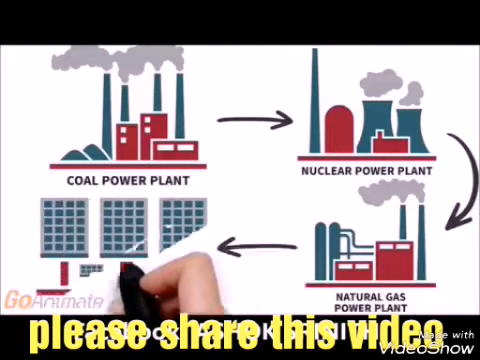 COAL POWER PLANT
NUCLEAR POWER PLANT
NATURAL GAS
POWER PLANT
GoAnimate
please share this video
Made with
VideoShow